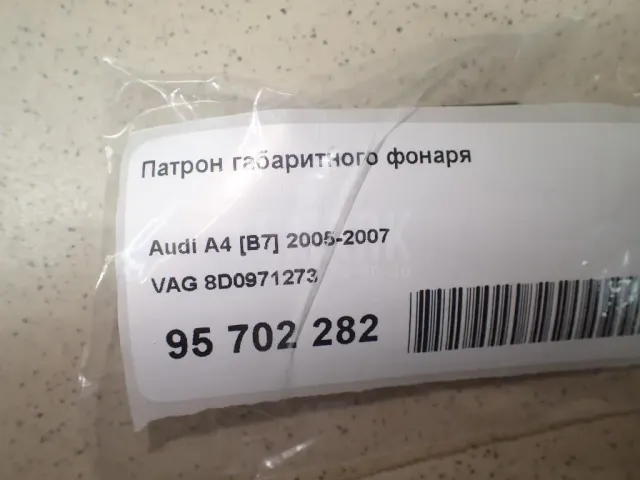 Патрон габаритного фонаря
Audi A4 [B7] 2005-2007
VAG 8D0971273
95 702 282